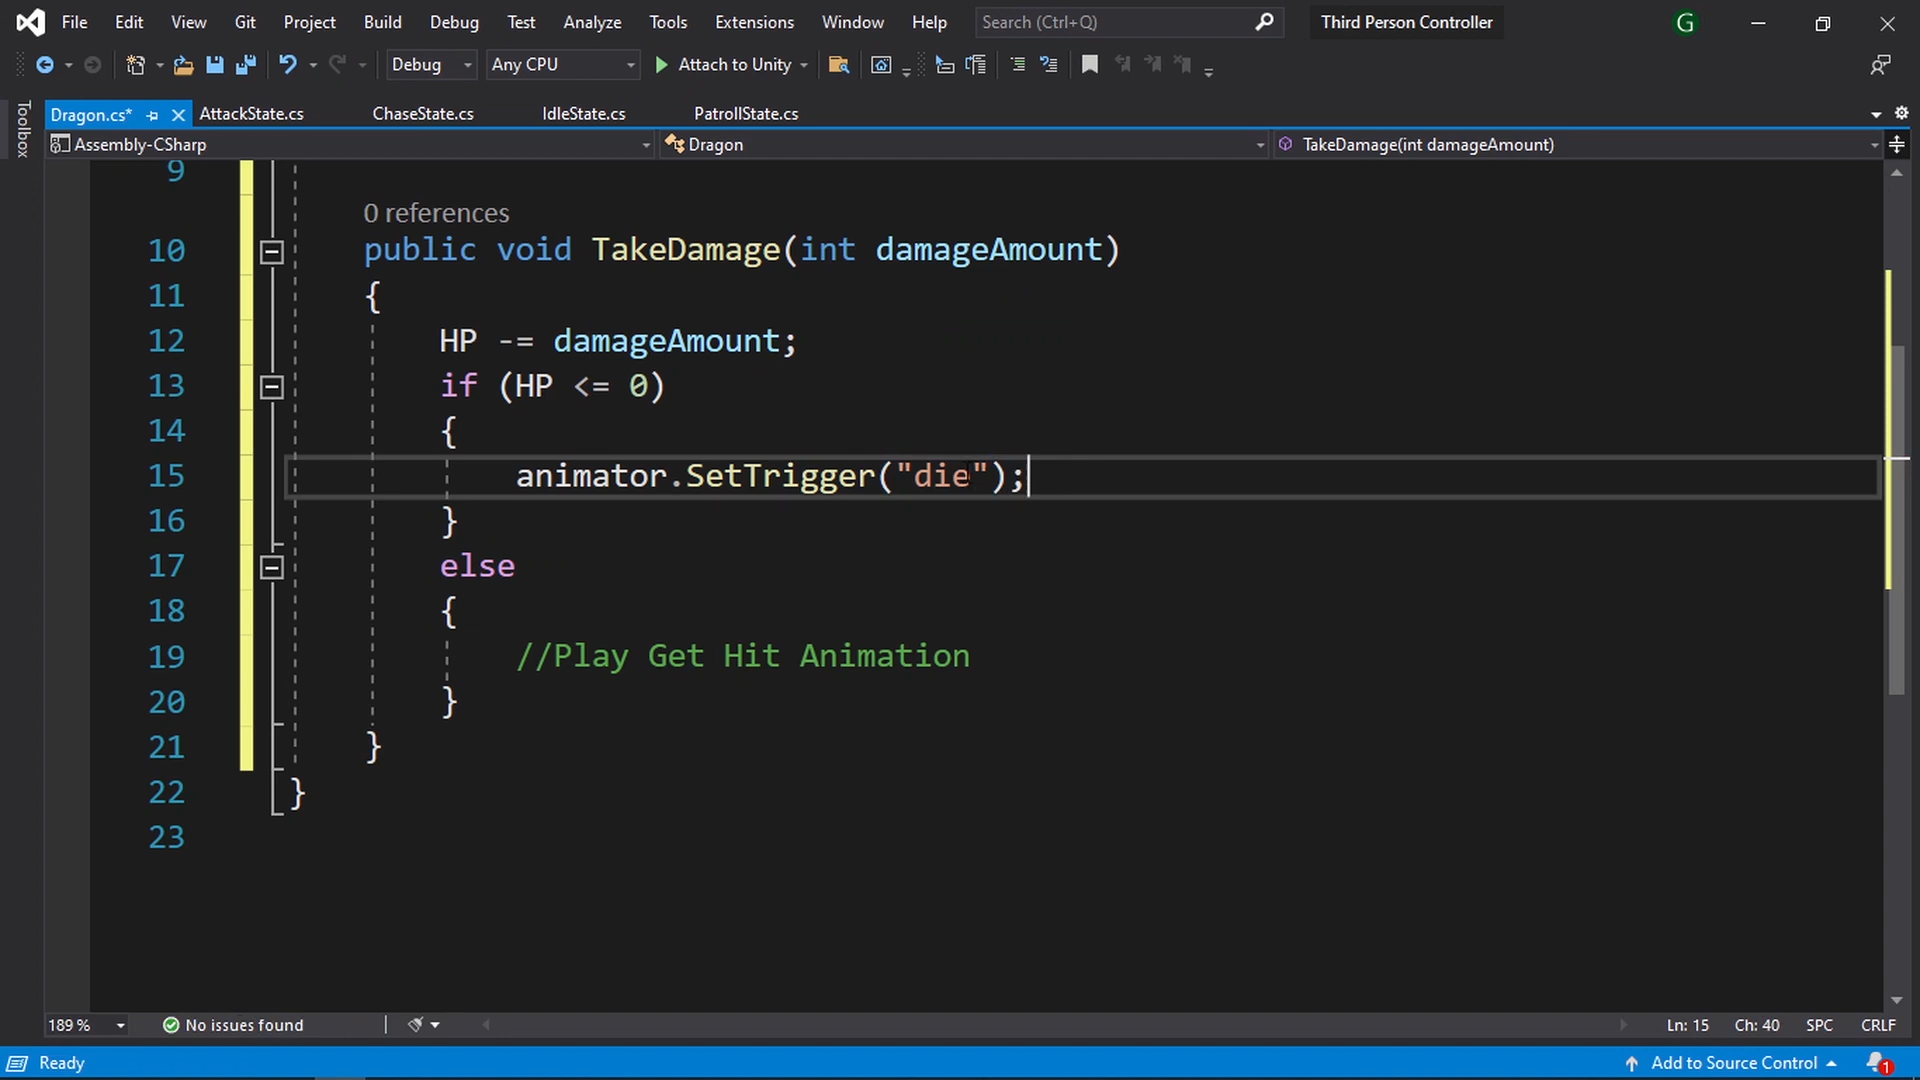 File Edit View Git Project Build Debug Test Analyze Tools Extensions Window Help Search (Ctrl+Q) Third Person Controller G
Debug Any CPU Attach to Unity
Toolbox
Dragon.cs* AttackState.cs ChaseState.cs IdleState.cs PatrollState.cs
Assembly-CSharp Dragon TakeDamage(int damageAmount)
9
0 references
10 public void TakeDamage(int damageAmount)
11 {
12 HP -= damageAmount;
13 if (HP <= 0)
14 {
15 animator.SetTrigger("die");
16 }
17 else
18 {
19 //Play Get Hit Animation
20 }
21 }
22 }
23
189 % No issues found Ln: 15 Ch: 40 SPC CRLF
Ready Add to Source Control 1